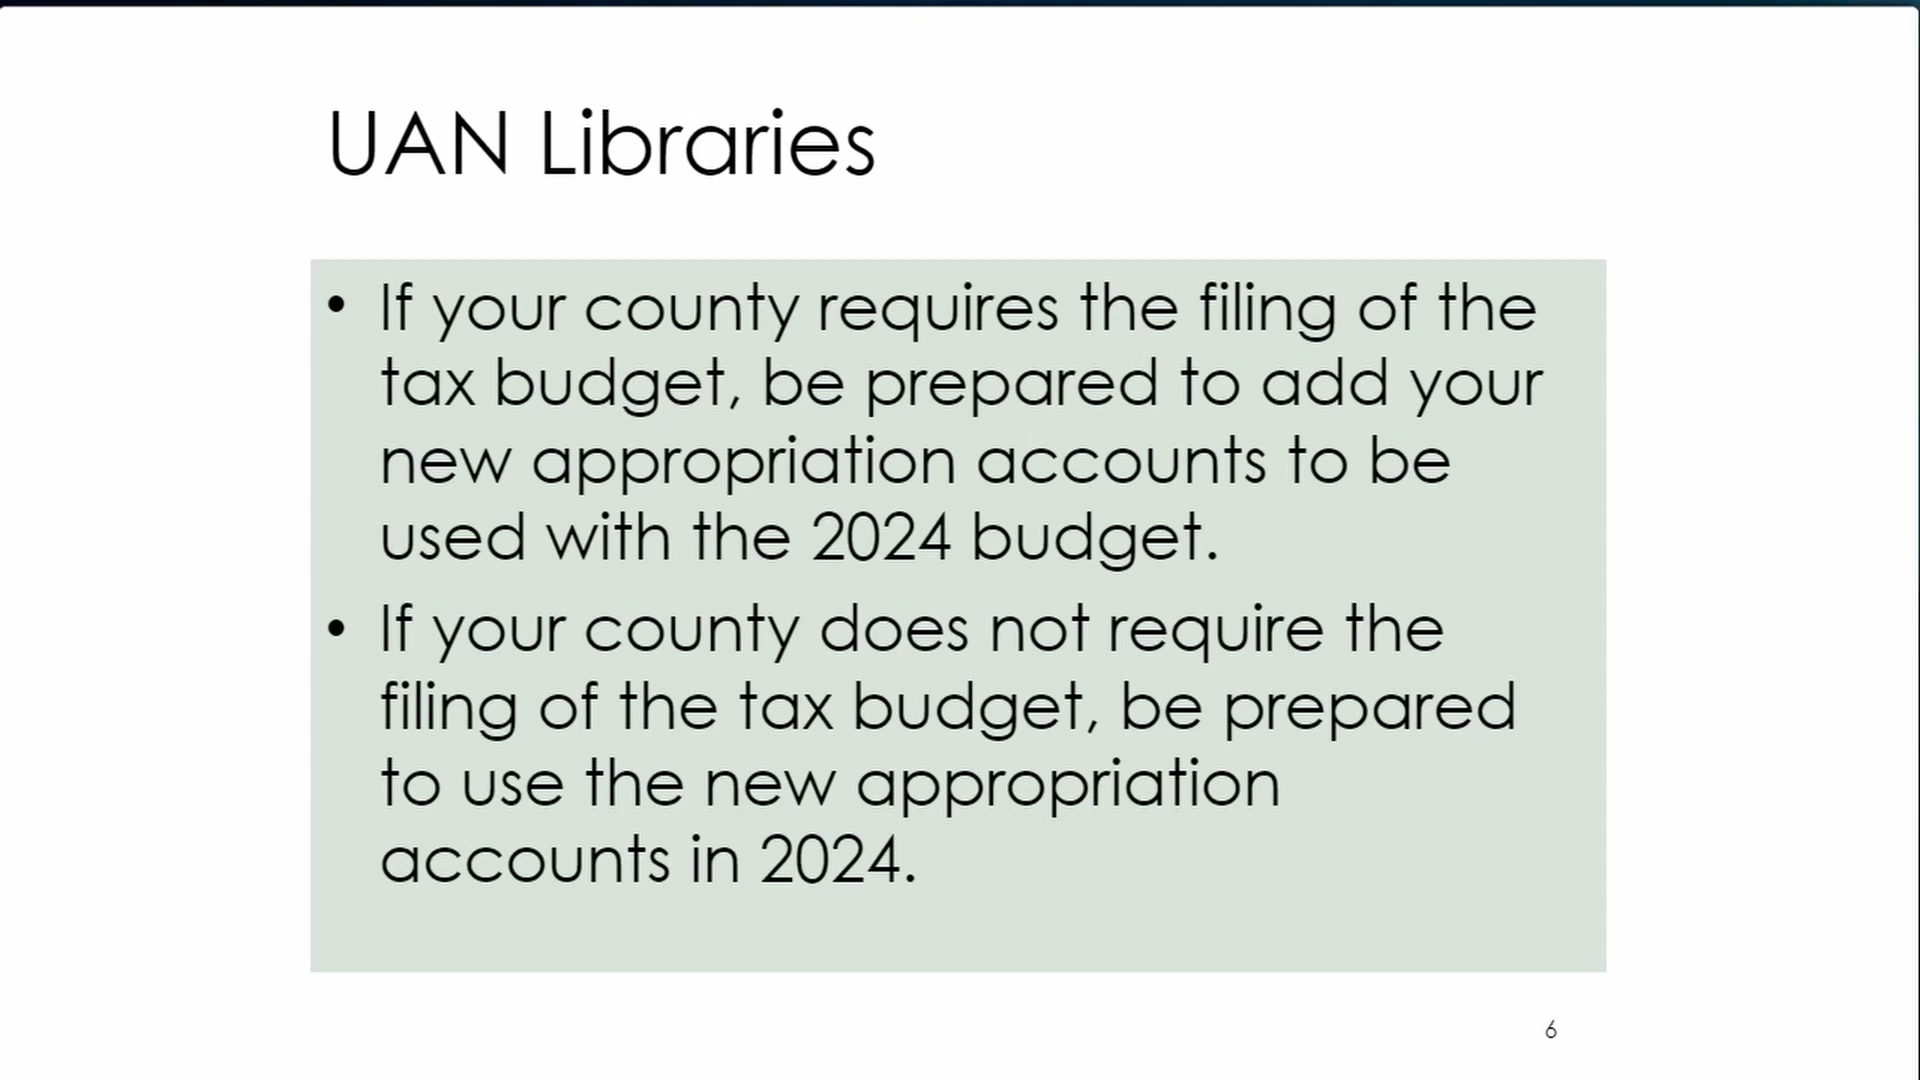 UAN Libraries
• If your county requires the filing of the
tax budget, be prepared to add your
new appropriation accounts to be
used with the 2024 budget.
• If your county does not require the
filing of the tax budget, be prepared
to use the new appropriation
accounts in 2024.
6